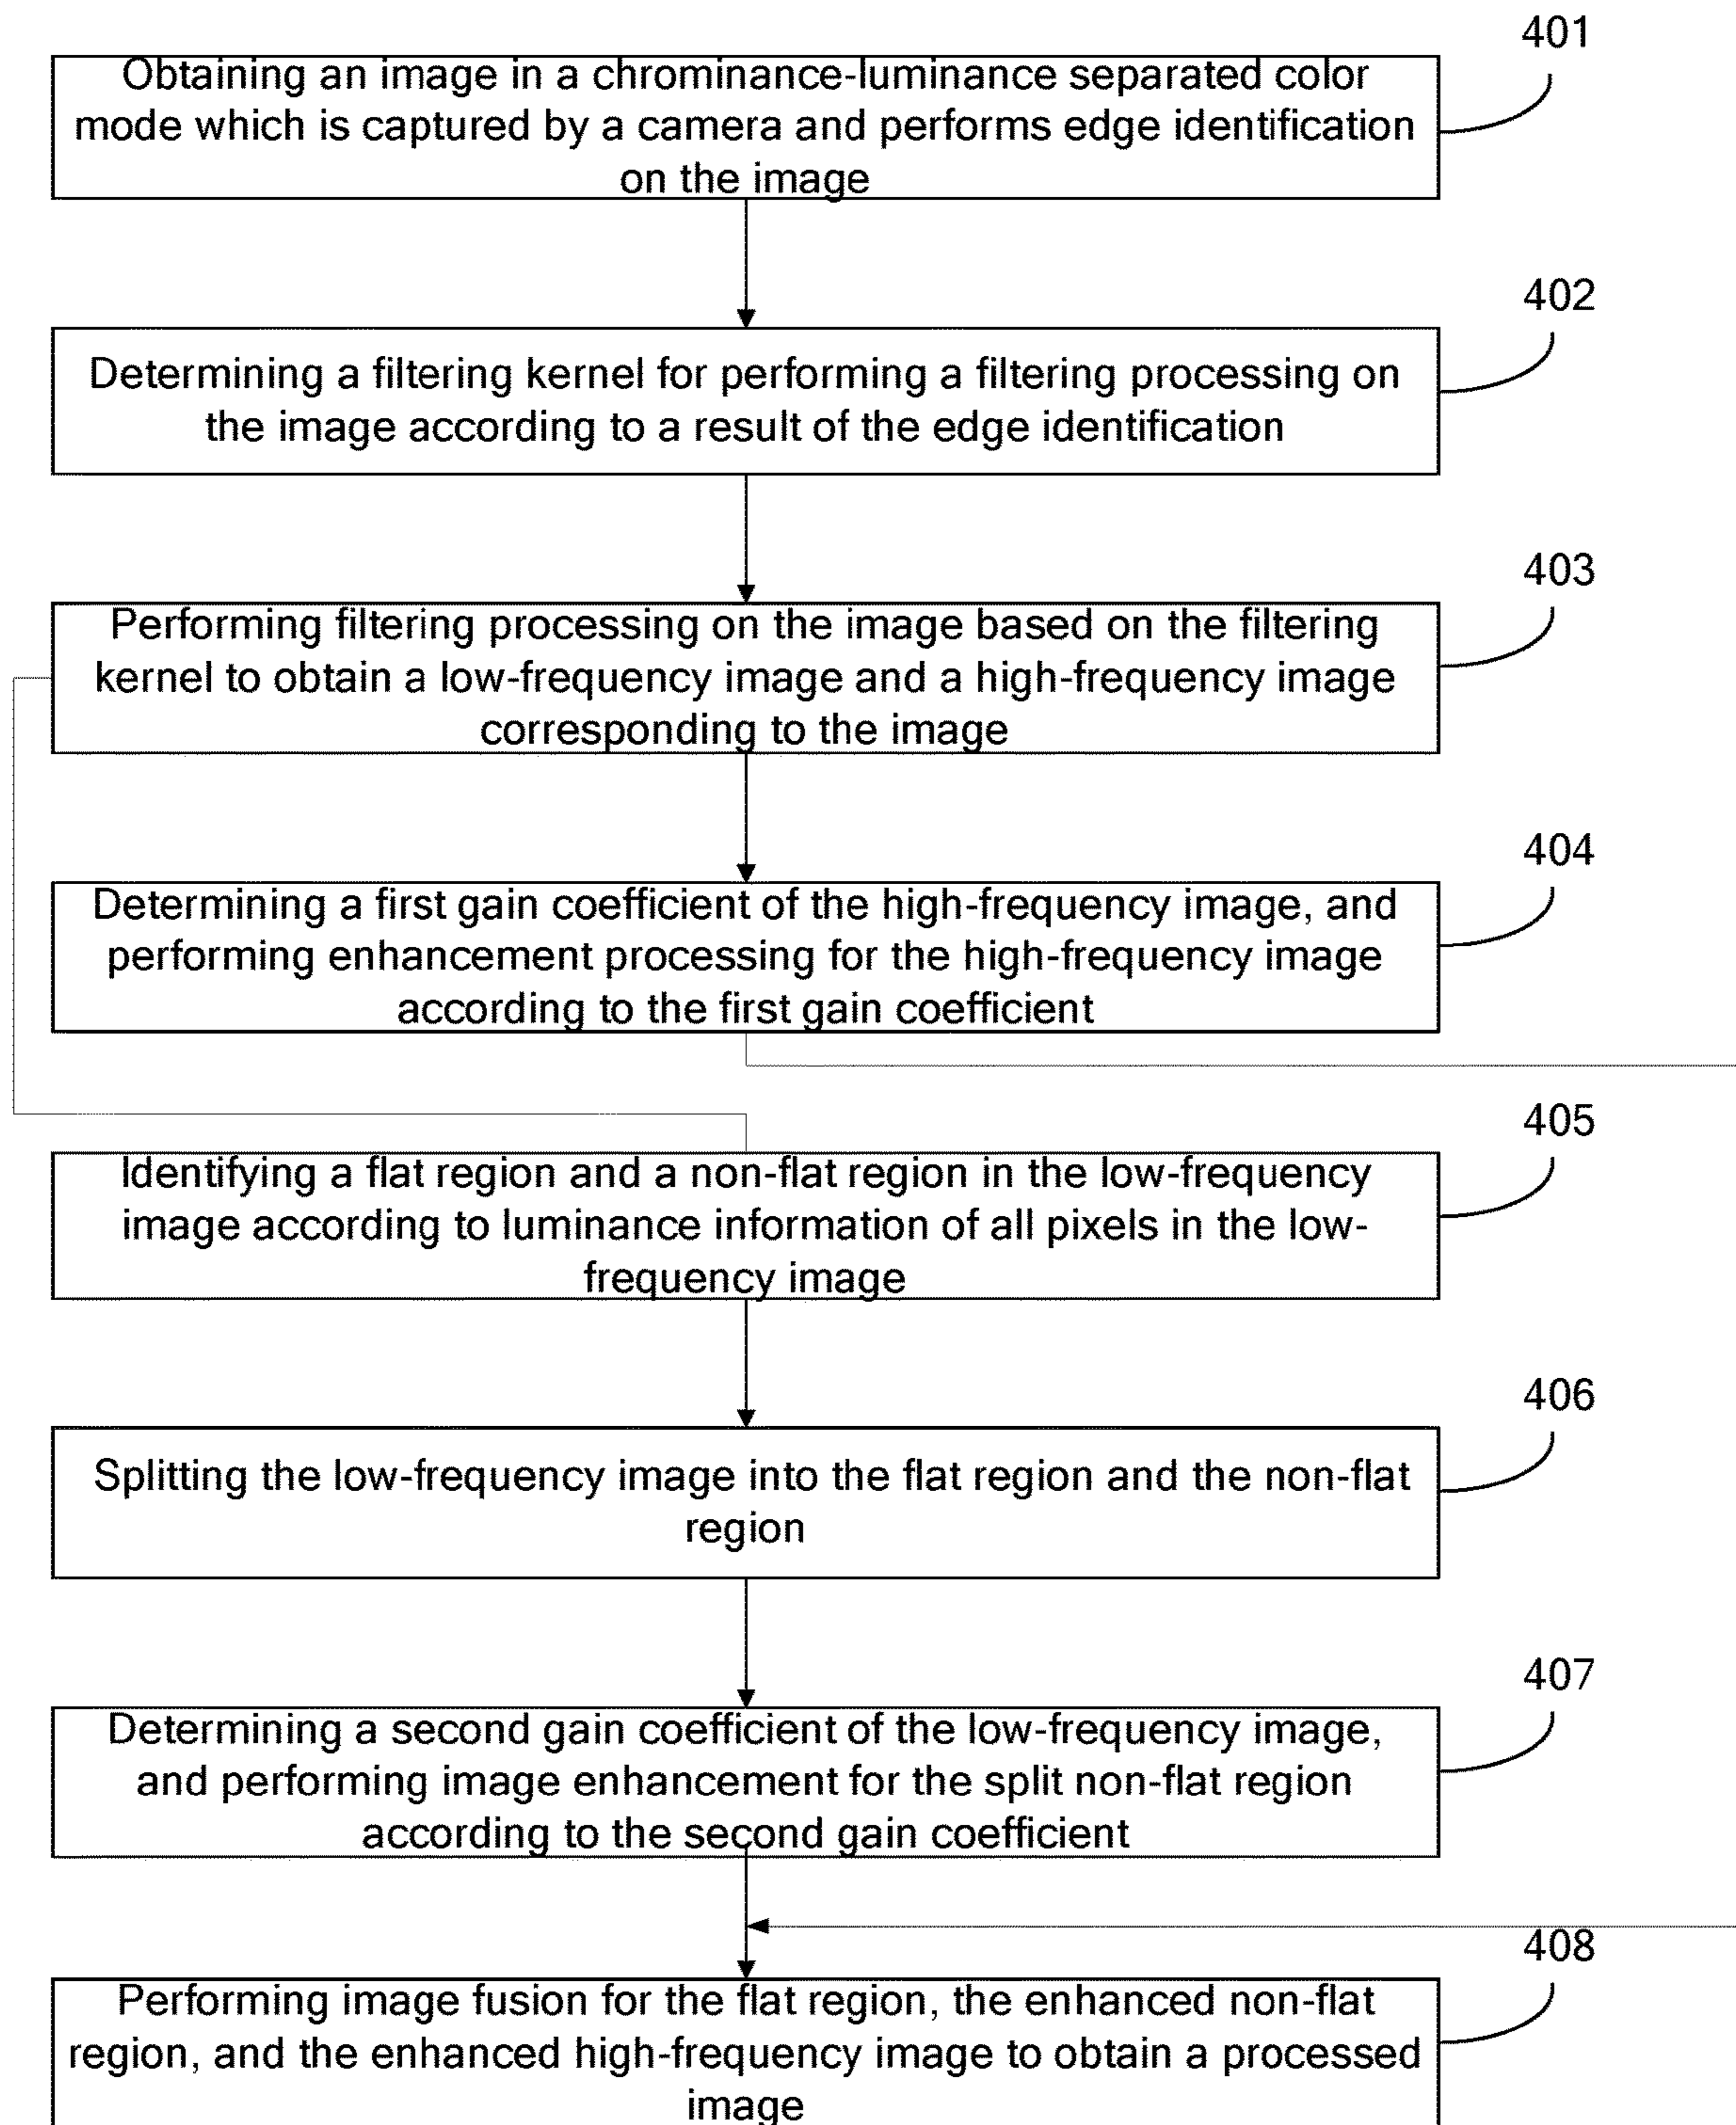 401
Obtaining an image in a chrominance-luminance separated color
mode which is captured by a camera and performs edge identification
on the image
402
Determining a filtering kernel for performing a filtering processing on
the image according to a result of the edge identification
403
Performing filtering processing on the image based on the filtering
kernel to obtain a low-frequency image and a high-frequency image
corresponding to the image
404
Determining a first gain coefficient of the high-frequency image, and
performing enhancement processing for the high-frequency image
according to the first gain coefficient
405
Identifying a flat region and a non-flat region in the low-frequency
image according to luminance information of all pixels in the low-
frequency image
406
Splitting the low-frequency image into the flat region and the non-flat
region
407
Determining a second gain coefficient of the low-frequency image,
and performing image enhancement for the split non-flat region
according to the second gain coefficient
408
Performing image fusion for the flat region, the enhanced non-flat
region, and the enhanced high-frequency image to obtain a processed
image